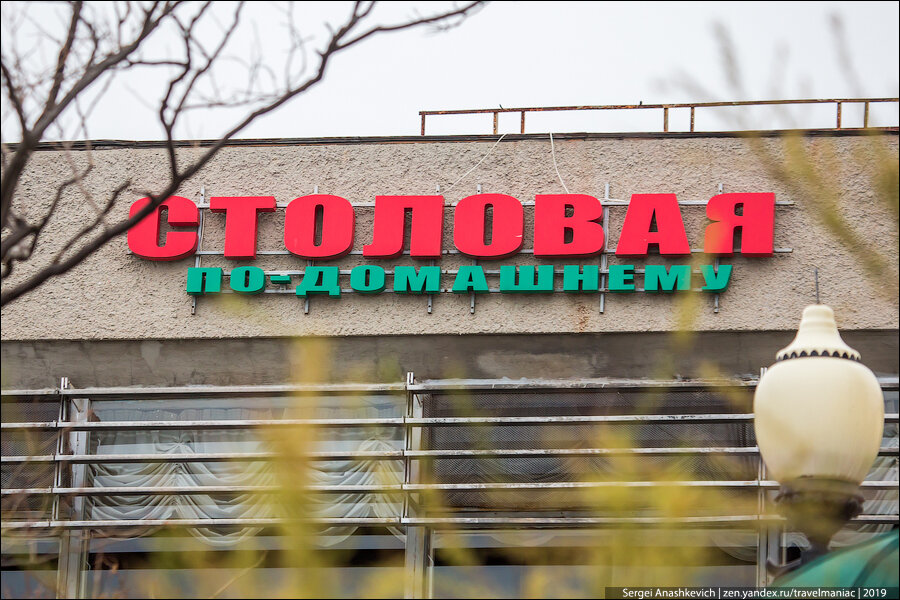 СТОЛОВАЯ
ПО-ДОМАШНЕМУ
Sergei Anashkevich | zen.yandex.ru/travelmaniac | 2019